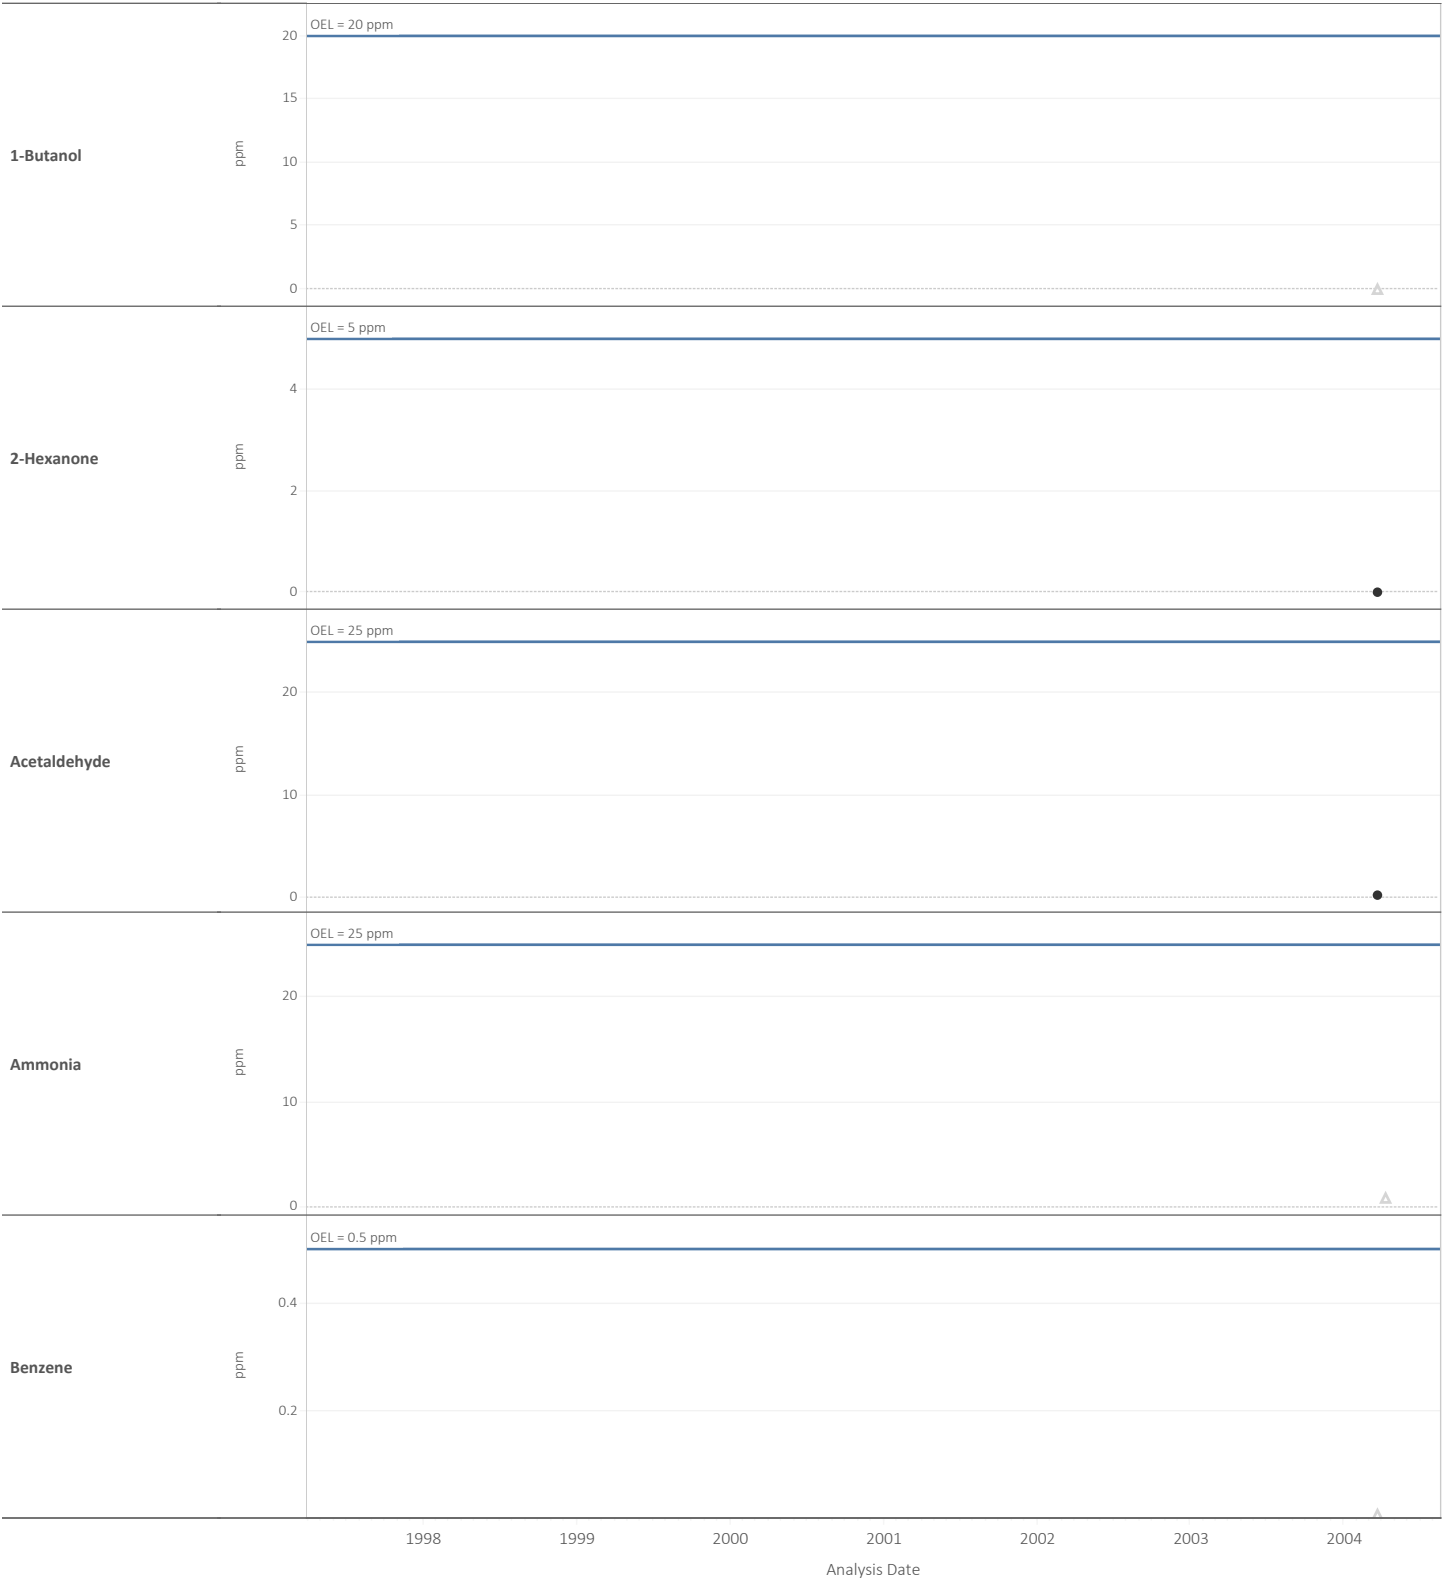 OEL = 20 ppm
20
15
1-Butanol
ppm
10
5
0
OEL = 5 ppm
4
2-Hexanone
ppm
2
0
OEL = 25 ppm
20
Acetaldehyde
ppm
10
0
OEL = 25 ppm
20
Ammonia
ppm
10
0
OEL = 0.5 ppm
0.4
Benzene
ppm
0.2
1998 1999 2000 2001 2002 2003 2004
Analysis Date